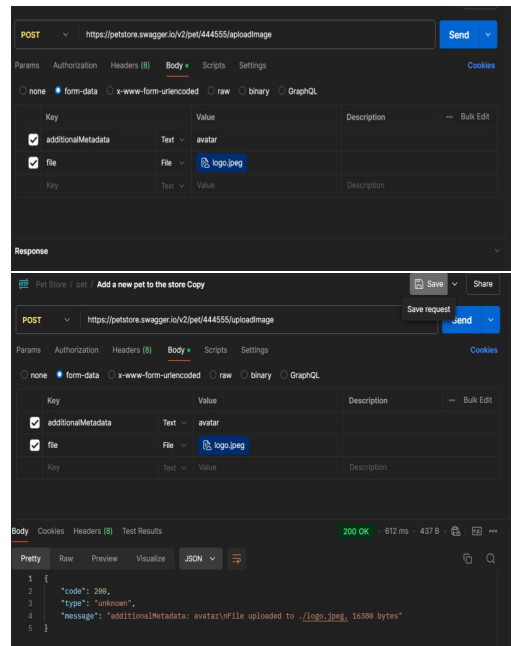 POST https://petstore.swagger.io/v2/pet/444555/aploadImage Send
Params Authorization Headers (8) Body Scripts Settings Cookies
none form-data x-www-form-urlencoded raw binary GraphQL
Key Value Description ... Bulk Edit
additionalMetadata Text avatar
file File logo.jpeg
Key Text Value Description
Response
HTTP Pet Store / pet / Add a new pet to the store Copy Save Share
Save request
POST https://petstore.swagger.io/v2/pet/444555/uploadImage Send
Params Authorization Headers (8) Body Scripts Settings Cookies
none form-data x-www-form-urlencoded raw binary GraphQL
Key Value Description ... Bulk Edit
additionalMetadata Text avatar
file File logo.jpeg
Key Text Value Description
Body Cookies Headers (8) Test Results 200 OK 612 ms 437 B
Pretty Raw Preview Visualize JSON
1 {
2 "code": 200,
3 "type": "unknown",
4 "message": "additionalMetadata: avatar\nFile uploaded to ./logo.jpeg, 16380 bytes"
5 }